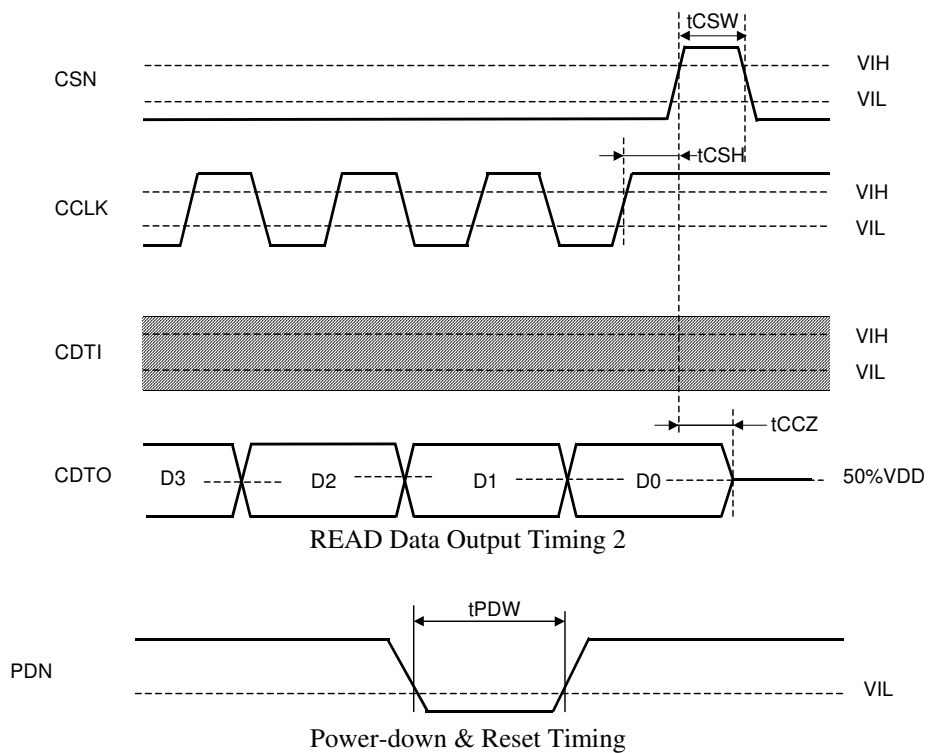 tCSW
CSN
VIH
VIL
tCSH
CCLK
VIH
VIL
CDTI
VIH
VIL
tCCZ
CDTO
D3
D2
D1
D0
50%VDD
READ Data Output Timing 2
tPDW
PDN
VIL
Power-down & Reset Timing